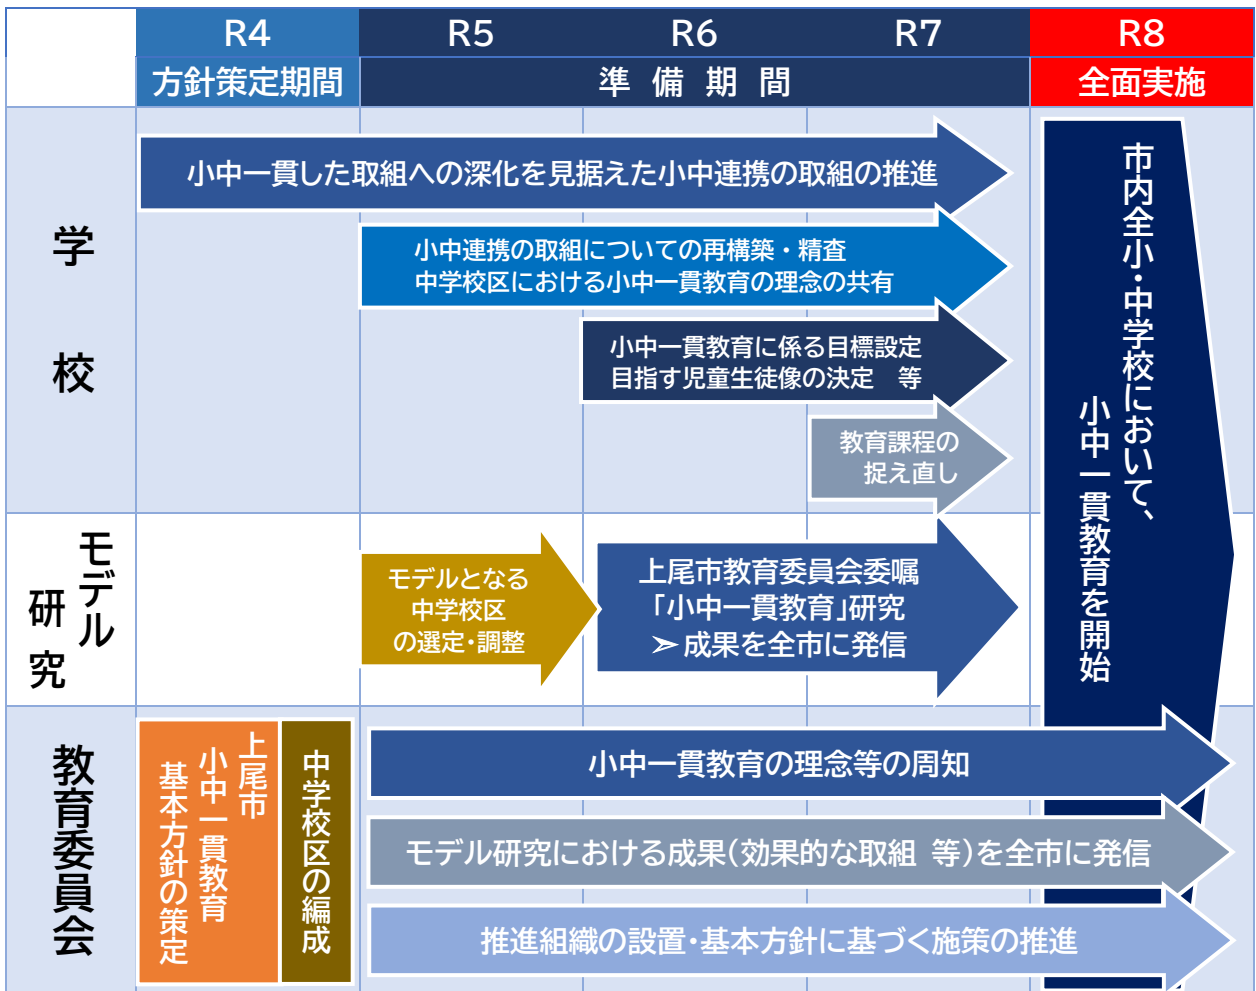 R4
R5
R6
R7
R8
方針策定期間
準備期間
全面実施
学校
小中一貫した取組への深化を見据えた小中連携の取組の推進
小中連携の取組についての再構築・精査
中学校区における小中一貫教育の理念の共有
小中一貫教育に係る目標設定
目指す児童生徒像の決定　等
教育課程の
捉え直し
市内全小・中学校において、
小中一貫教育を開始
モデル
研究
モデルとなる
中学校区
の選定・調整
上尾市教育委員会委嘱
「小中一貫教育」研究
➢ 成果を全市に発信
教育委員会
上尾市
小中一貫教育
基本方針の策定
中学校区の編成
小中一貫教育の理念等の周知
モデル研究における成果（効果的な取組 等）を全市に発信
推進組織の設置・基本方針に基づく施策の推進